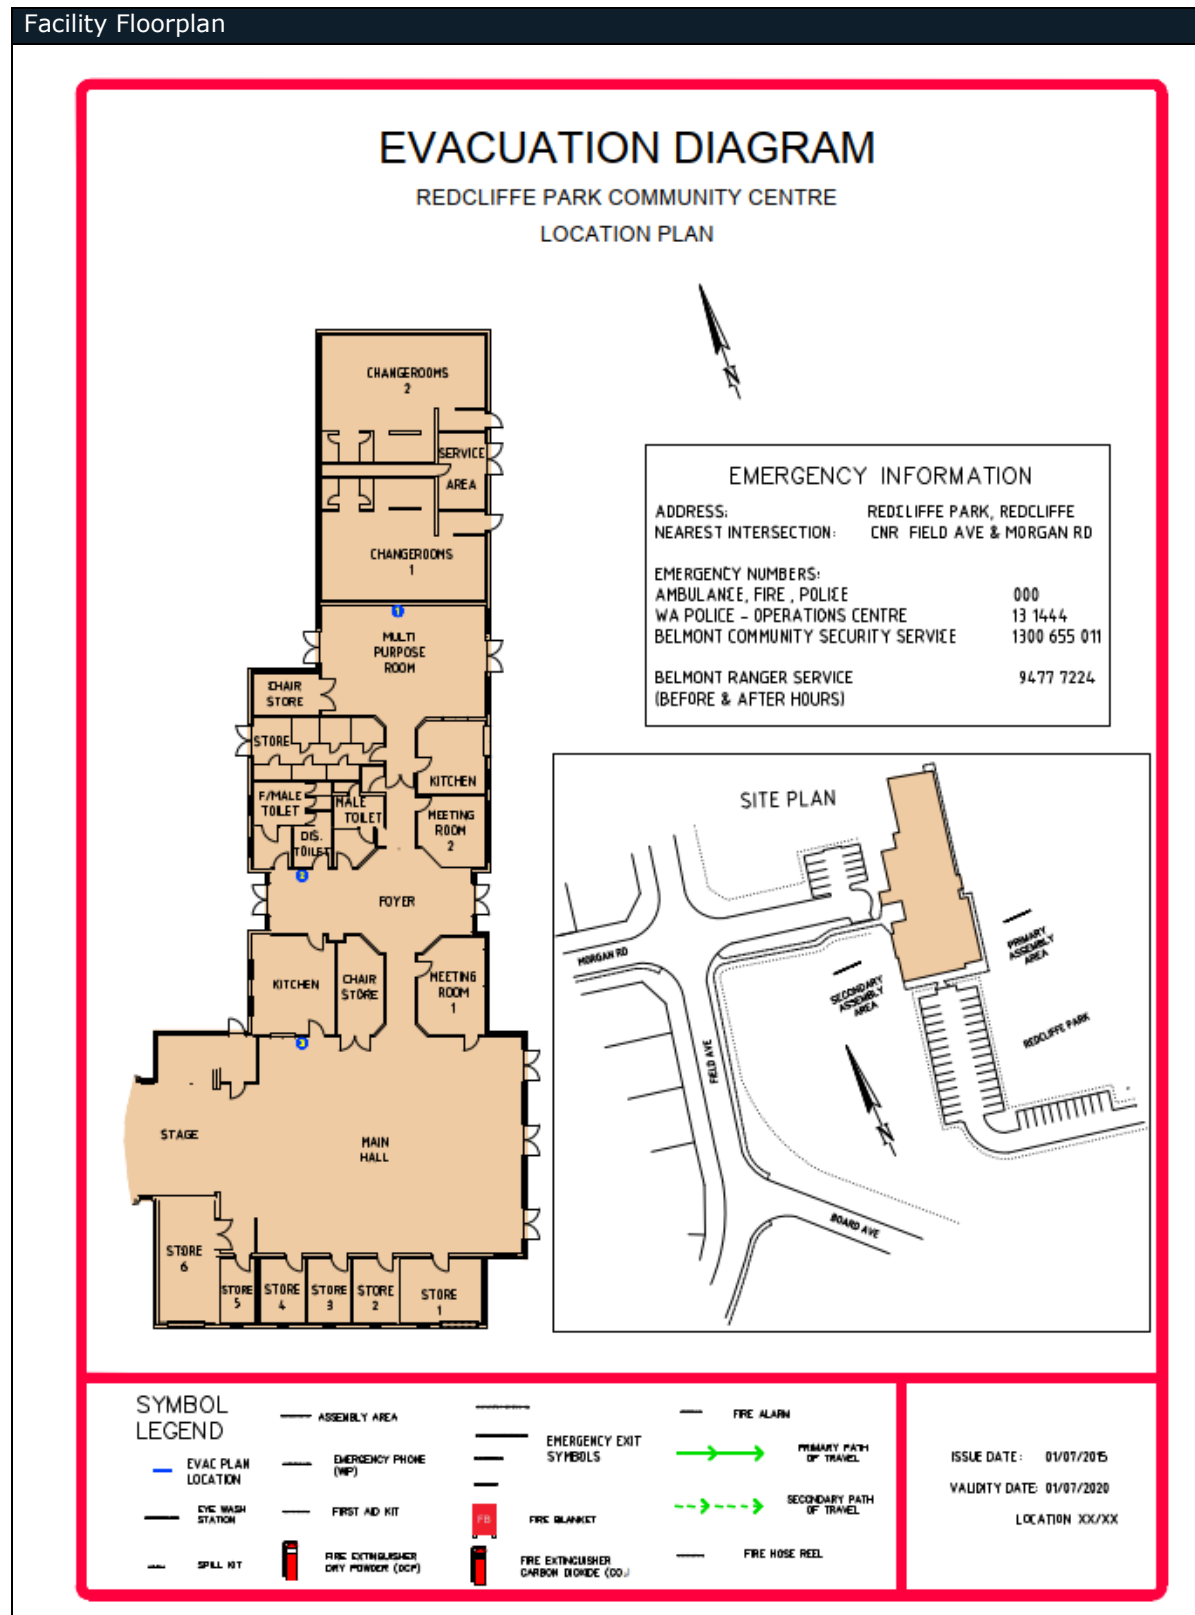 Facility Floorplan
EVACUATION DIAGRAM
REDCLIFFE PARK COMMUNITY CENTRE
LOCATION PLAN
N
CHANGEROOMS
2
SERVICE
AREA
CHANGEROOMS
1
1
MULTI
PURPOSE
ROOM
CHAIR
STORE
STORE
KITCHEN
F/MALE
TOILET
MALE
TOILET
DIS.
TOILET
MEETING
ROOM
2
2
FOYER
KITCHEN
CHAIR
STORE
MEETING
ROOM
1
3
STAGE
MAIN
HALL
STORE
6
STORE
5
STORE
4
STORE
3
STORE
2
STORE
1
EMERGENCY INFORMATION
ADDRESS: REDCLIFFE PARK, REDCLIFFE
NEAREST INTERSECTION: CNR FIELD AVE & MORGAN RD
EMERGENCY NUMBERS:
AMBULANCE, FIRE , POLICE 000
WA POLICE - OPERATIONS CENTRE 13 1444
BELMONT COMMUNITY SECURITY SERVICE 1300 655 011
BELMONT RANGER SERVICE 9477 7224
(BEFORE & AFTER HOURS)
SITE PLAN
MORGAN RD
PRIMARY
ASSEMBLY
AREA
SECONDARY
ASSEMBLY
AREA
REDCLIFFE PARK
FIELD AVE
N
BOARD AVE
SYMBOL
LEGEND
EVAC PLAN
LOCATION
EYE WASH
STATION
SPILL KIT
ASSEMBLY AREA
EMERGENCY PHONE
(WIP)
FIRST AID KIT
FIRE EXTINGUISHER
DRY POWDER (DCP)
EMERGENCY EXIT
SYMBOLS
FB
FIRE BLANKET
FIRE EXTINGUISHER
CARBON DIOXIDE (CO
FIRE ALARM
PRIMARY PATH
OF TRAVEL
SECONDARY PATH
OF TRAVEL
FIRE HOSE REEL
ISSUE DATE: 01/07/2015
VALIDITY DATE: 01/07/2020
LOCATION XX/XX